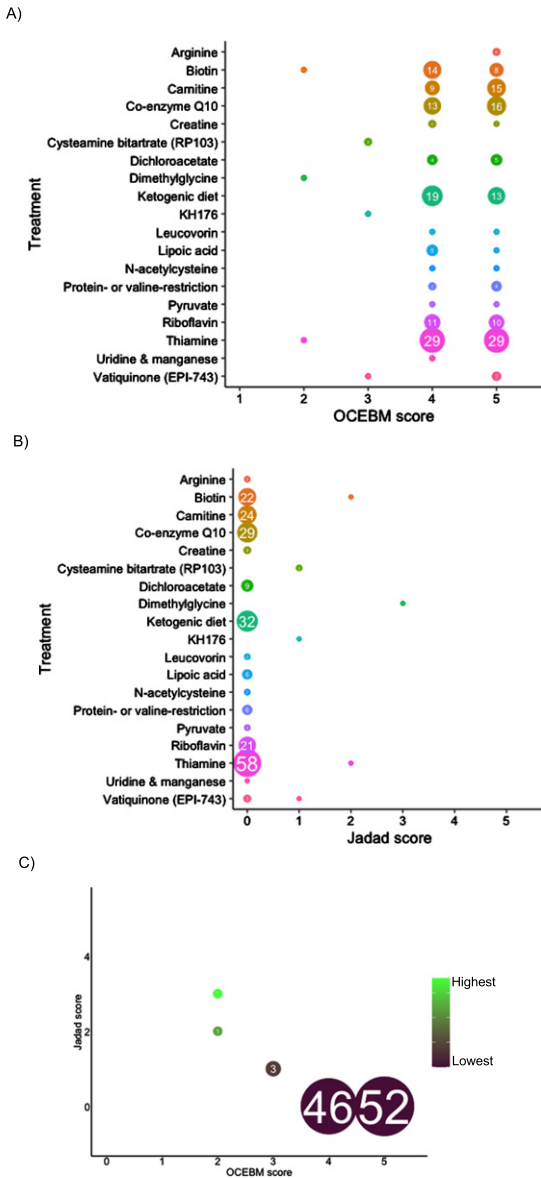 A)
Treatment
Arginine
Biotin 14 8
Carnitine 9 15
Co-enzyme Q10 13 16
Creatine
Cysteamine bitartrate (RP103)
Dichloroacetate 4 5
Dimethylglycine
Ketogenic diet 19 13
KH176
Leucovorin
Lipoic acid
N-acetylcysteine
Protein- or valine-restriction
Pyruvate
Riboflavin 11 10
Thiamine 29 29
Uridine & manganese
Vatiquinone (EPI-743)
1 2 3 4 5
OCEBM score
B)
Treatment
Arginine
Biotin 22
Carnitine 24
Co-enzyme Q10 29
Creatine
Cysteamine bitartrate (RP103)
Dichloroacetate 9
Dimethylglycine
Ketogenic diet 32
KH176
Leucovorin
Lipoic acid
N-acetylcysteine
Protein- or valine-restriction
Pyruvate
Riboflavin 21
Thiamine 58
Uridine & manganese
Vatiquinone (EPI-743)
0 1 2 3 4 5
Jadad score
C)
Jadad score
4
2
0
3
46 52
0 1 2 3 4 5
OCEBM score
Highest
Lowest